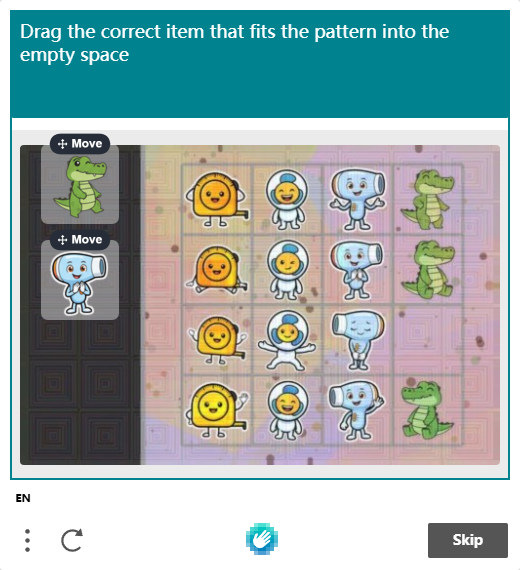 Drag the correct item that fits the pattern into the
empty space
Move
Move
EN
Skip